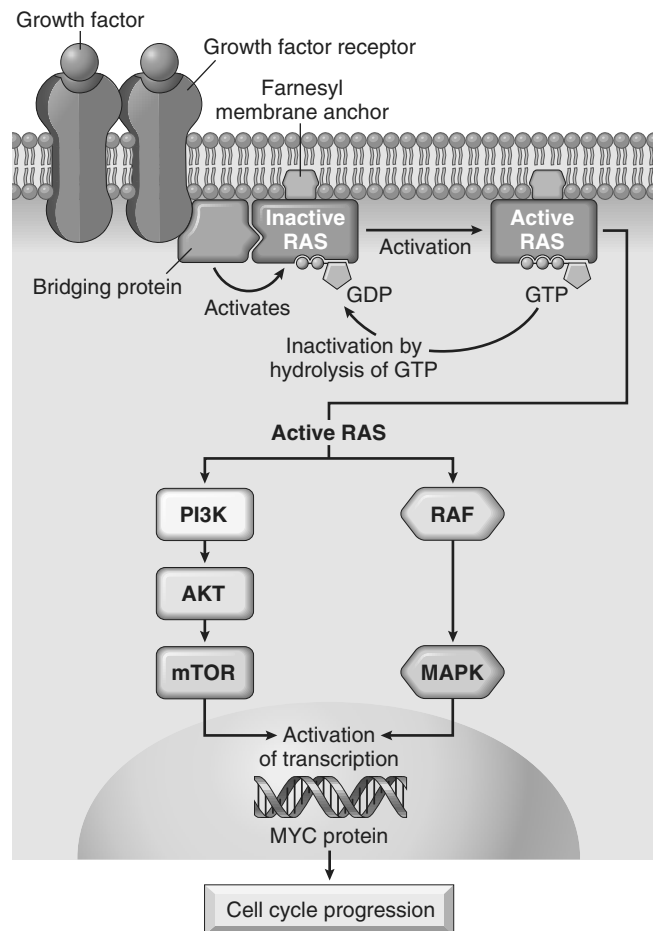 Growth factor
Growth factor receptor
Farnesyl
membrane anchor
Inactive
RAS
Active
RAS
Activation
Bridging protein
Activates
GDP
GTP
Inactivation by
hydrolysis of GTP
Active RAS
PI3K
RAF
AKT
mTOR
MAPK
Activation
of transcription
MYC protein
Cell cycle progression